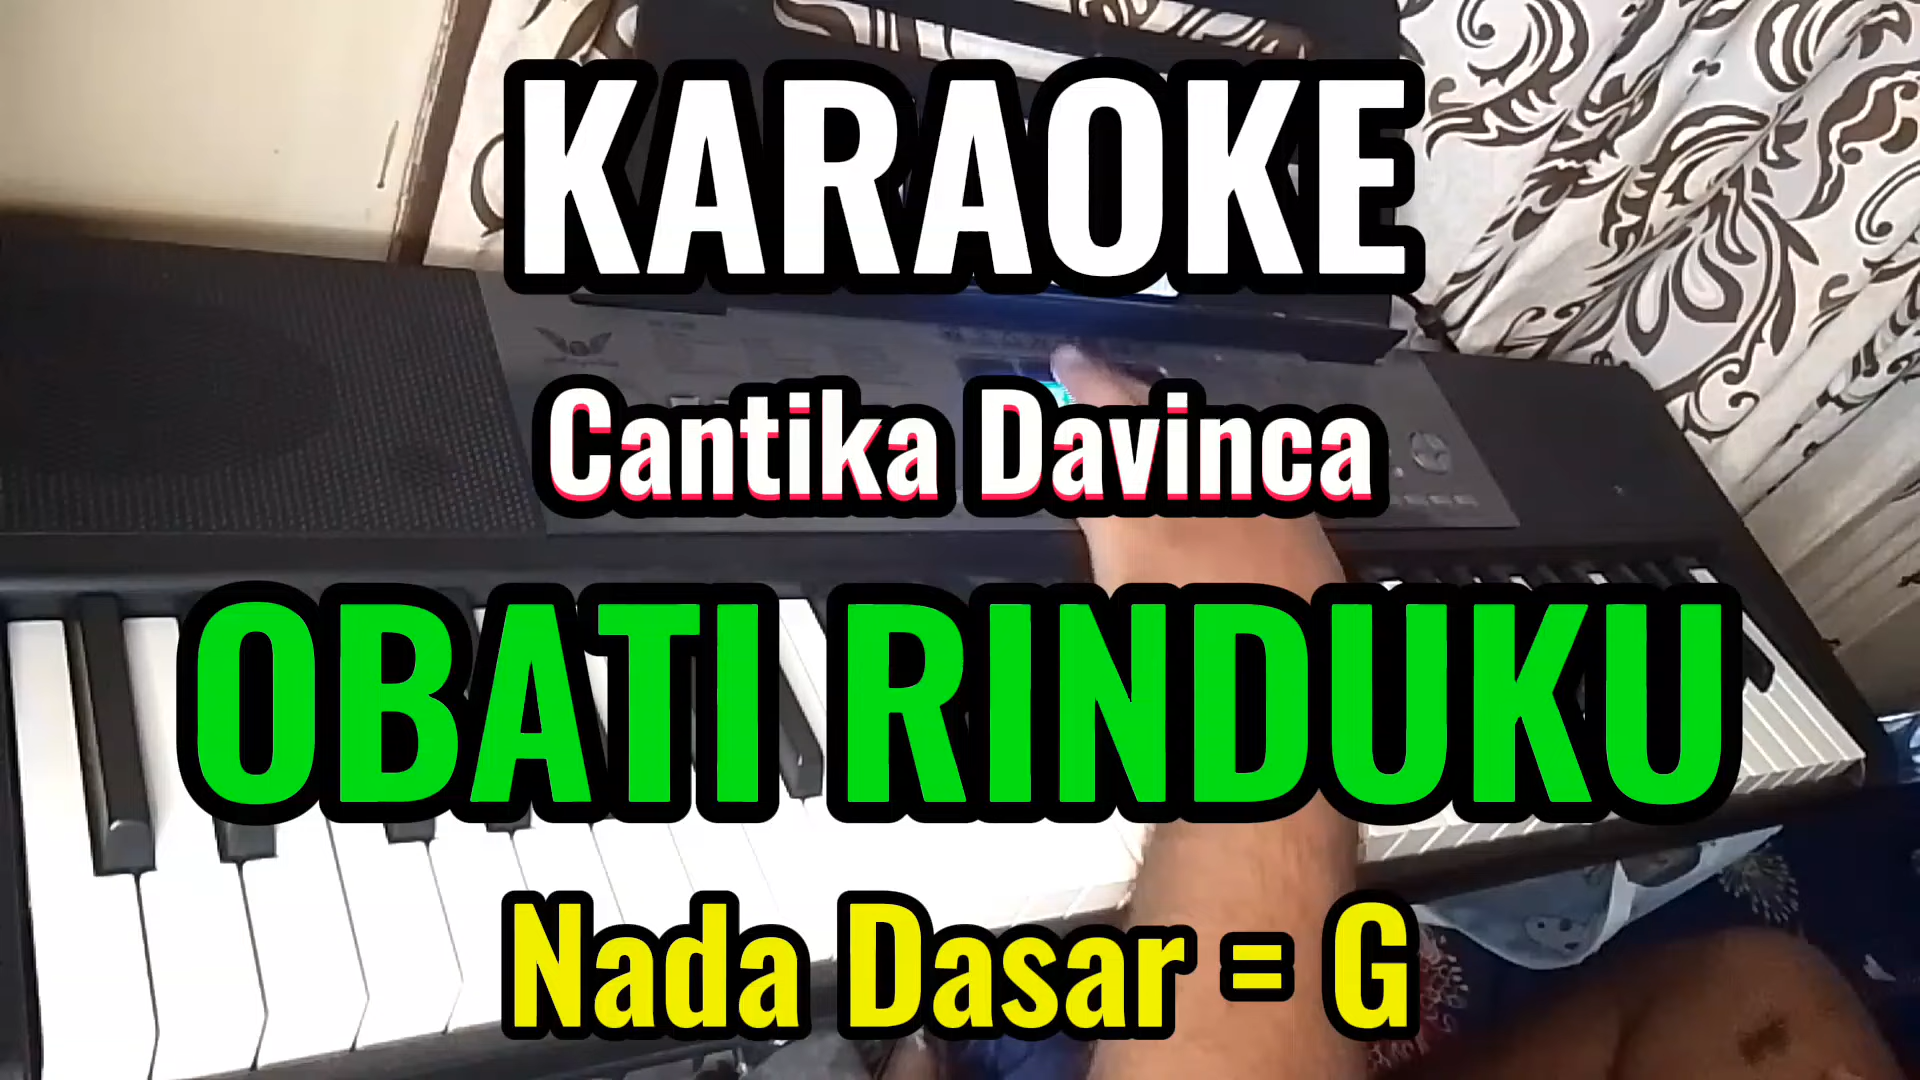 KARAOKE
Cantika Davinca
OBATI RINDUKU
Nada Dasar = G